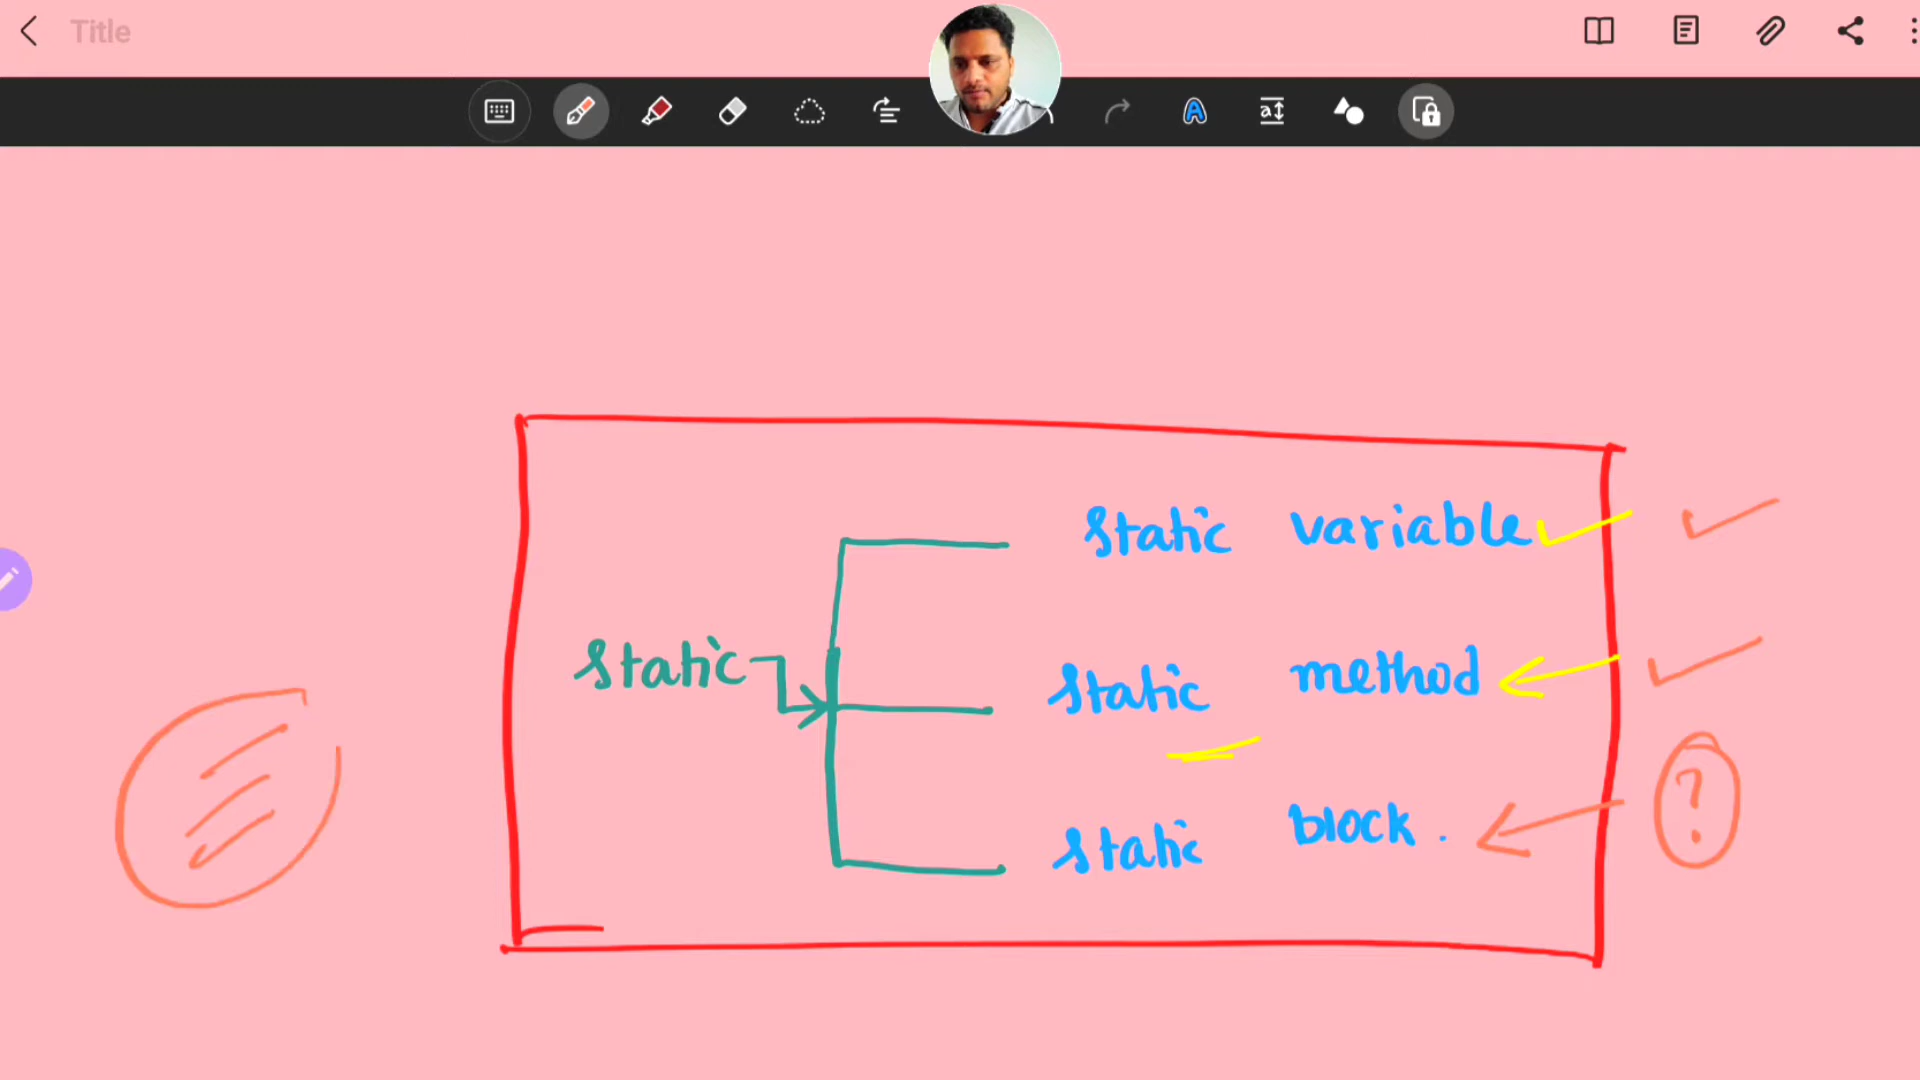 Title
static variable
static
static method
static block.
?